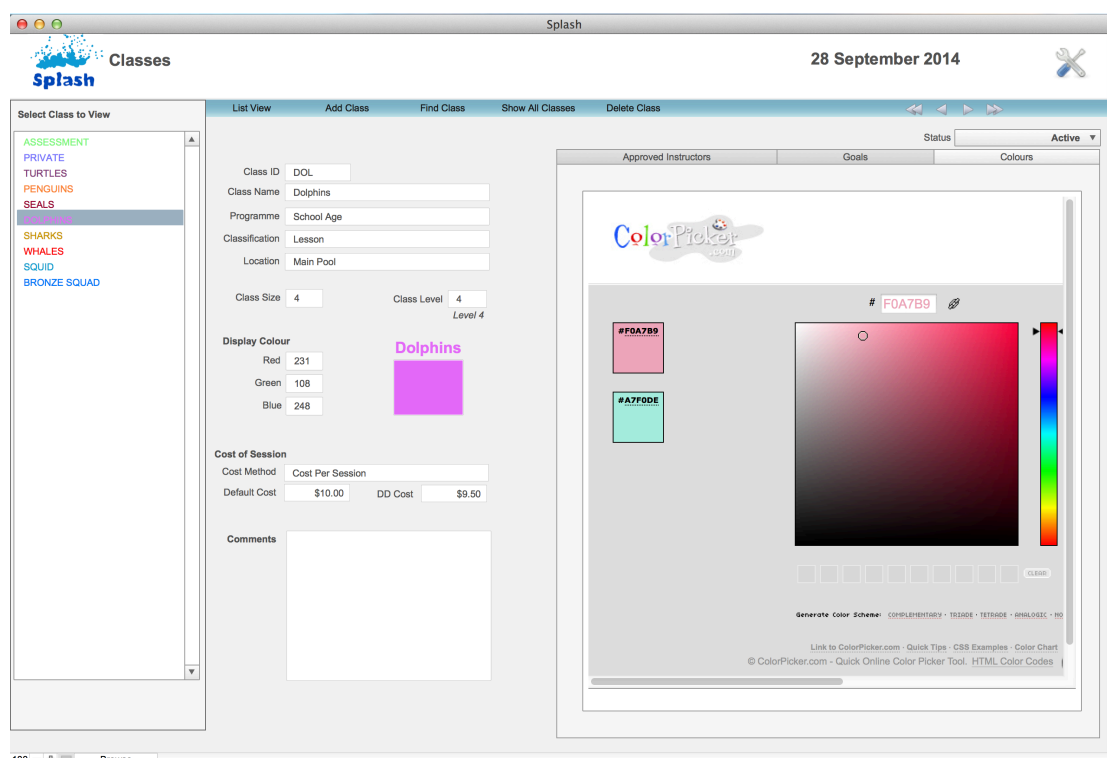 Splash
Splash
Classes
28 September 2014
Select Class to View
ASSESSMENT
PRIVATE
TURTLES
PENGUINS
SEALS
DOLPHINS
SHARKS
WHALES
SQUID
BRONZE SQUAD
List View Add Class Find Class Show All Classes Delete Class
Status Active
Class ID DOL
Class Name Dolphins
Programme School Age
Classification Lesson
Location Main Pool
Class Size 4 Class Level 4
Level 4
Display Colour
Dolphins
Red 231
Green 108
Blue 248
Cost of Session
Cost Method Cost Per Session
Default Cost $10.00 DD Cost $9.50
Comments
Approved Instructors Goals Colours
ColorPicker
.com
# F0A7B9
#F0A7B9
#A7F0DE
CLEAR
Generate Color Scheme: COMPLEMENTARY · TRIADE · TETRADE · ANALOGIC · MO
Link to ColorPicker.com · Quick Tips · CSS Examples · Color Chart
© ColorPicker.com - Quick Online Color Picker Tool. HTML Color Codes